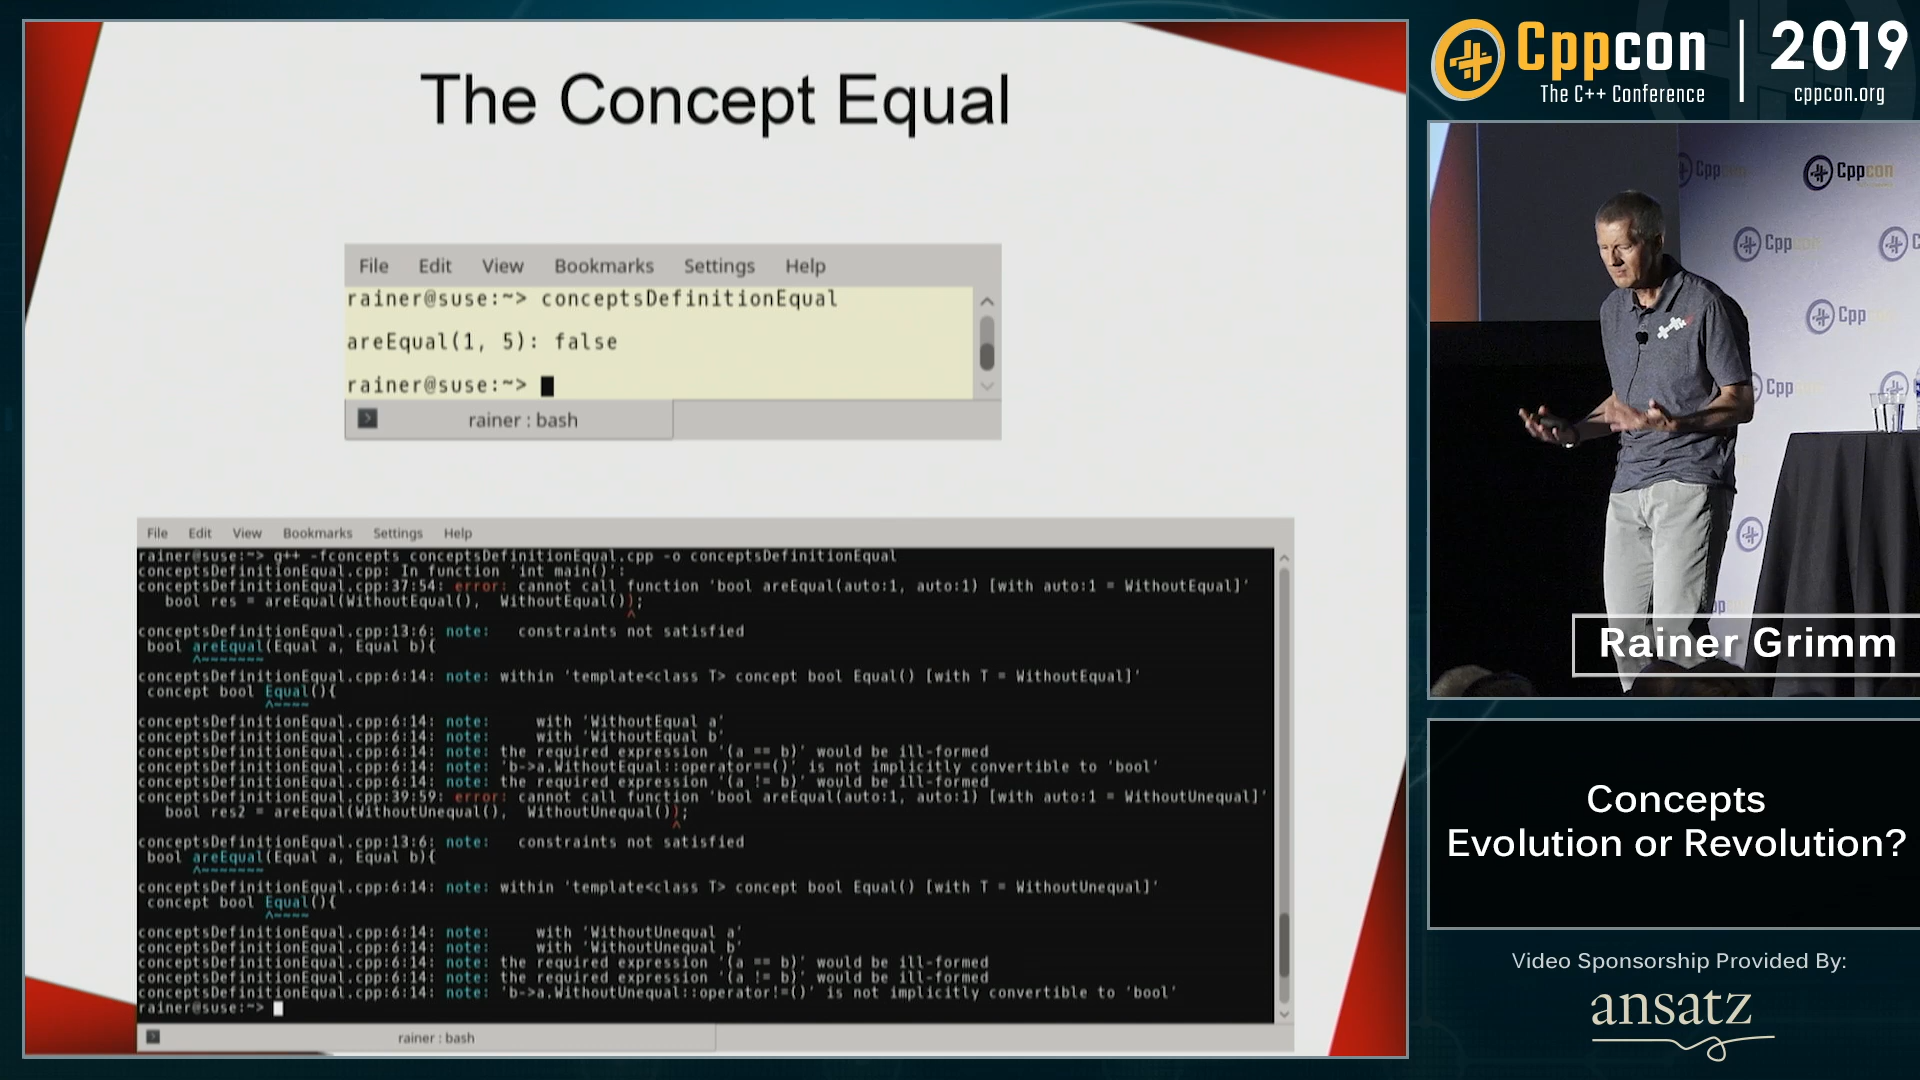 The Concept Equal
File Edit View Bookmarks Settings Help
rainer@suse:~> conceptsDefinitionEqual
areEqual(1, 5): false
rainer@suse:~>
rainer : bash
File Edit View Bookmarks Settings Help
rainer@suse:~> g++ -fconcepts conceptsDefinitionEqual.cpp -o conceptsDefinitionEqual
conceptsDefinitionEqual.cpp: In function 'int main()':
conceptsDefinitionEqual.cpp:37:54: error: cannot call function 'bool areEqual(auto:1, auto:1) [with auto:1 = WithoutEqual]'
bool res = areEqual(WithoutEqual(), WithoutEqual());
^
conceptsDefinitionEqual.cpp:13:6: note: constraints not satisfied
bool areEqual(Equal a, Equal b){
^~~~~~~~
conceptsDefinitionEqual.cpp:6:14: note: within 'template<class T> concept bool Equal() [with T = WithoutEqual]'
concept bool Equal(){
^~~~~
conceptsDefinitionEqual.cpp:6:14: note: with 'WithoutEqual a'
conceptsDefinitionEqual.cpp:6:14: note: with 'WithoutEqual b'
conceptsDefinitionEqual.cpp:6:14: note: the required expression '(a == b)' would be ill-formed
conceptsDefinitionEqual.cpp:6:14: note: 'b->a.WithoutEqual::operator==()' is not implicitly convertible to 'bool'
conceptsDefinitionEqual.cpp:6:14: note: the required expression '(a != b)' would be ill-formed
conceptsDefinitionEqual.cpp:39:59: error: cannot call function 'bool areEqual(auto:1, auto:1) [with auto:1 = WithoutUnequal]'
bool res2 = areEqual(WithoutUnequal(), WithoutUnequal());
^
conceptsDefinitionEqual.cpp:13:6: note: constraints not satisfied
bool areEqual(Equal a, Equal b){
^~~~~~~~
conceptsDefinitionEqual.cpp:6:14: note: within 'template<class T> concept bool Equal() [with T = WithoutUnequal]'
concept bool Equal(){
^~~~~
conceptsDefinitionEqual.cpp:6:14: note: with 'WithoutUnequal a'
conceptsDefinitionEqual.cpp:6:14: note: with 'WithoutUnequal b'
conceptsDefinitionEqual.cpp:6:14: note: the required expression '(a == b)' would be ill-formed
conceptsDefinitionEqual.cpp:6:14: note: the required expression '(a != b)' would be ill-formed
conceptsDefinitionEqual.cpp:6:14: note: 'b->a.WithoutUnequal::operator!=()' is not implicitly convertible to 'bool'
rainer@suse:~>
rainer : bash
Cppcon 2019
The C++ Conference cppcon.org
Cppcon
Cppcon
Cpp
Cpp
Cpp
Rainer Grimm
Concepts
Evolution or Revolution?
Video Sponsorship Provided By:
ansatz